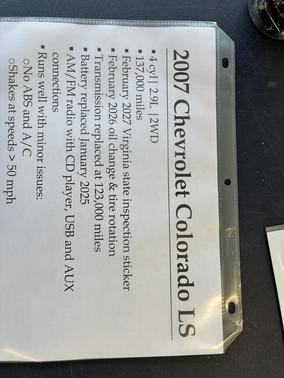 2007 Chevrolet Colorado LS
▪ 4 cyl | 2.9L | 2WD
▪ 137,000 miles
▪ February 2027 Virginia state inspection sticker
▪ February 2026 oil change & tire rotation
▪ Transmission replaced at 123,000 miles
▪ Battery replaced January 2025
▪ AM/FM radio with CD player, USB and AUX
connections
▪ Runs well with minor issues:
○No ABS and A/C
○Shakes at speeds > 50 mph